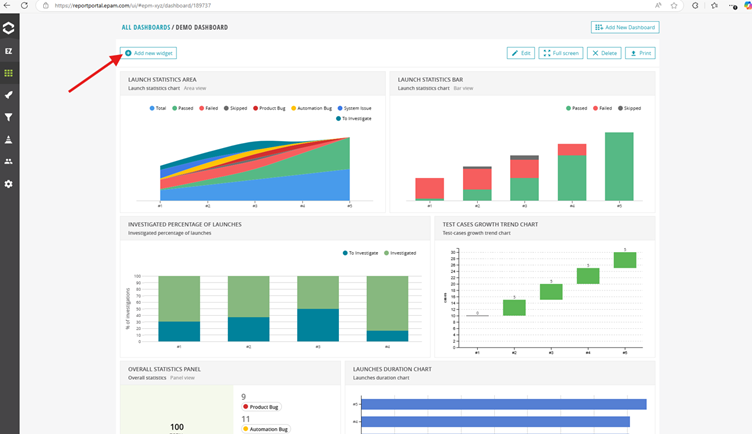 https://reportportal.epam.com/ui/#epm-xyz/dashboard/189737
ALL DASHBOARDS / DEMO DASHBOARD
Add New Dashboard
EZ
Add new widget
Edit
Full screen
Delete
Print
LAUNCH STATISTICS AREA
Launch statistics chart Area view
Total Passed Failed Skipped Product Bug Automation Bug System Issue
To Investigate
#1 #2 #3 #4 #5
LAUNCH STATISTICS BAR
Launch statistics chart Bar view
Passed Failed Skipped
#1 #2 #3 #4 #5
INVESTIGATED PERCENTAGE OF LAUNCHES
Investigated percentage of launches
To Investigate Investigated
% of investigations
100
90
80
70
60
50
40
30
20
10
0
#1 #2 #3 #4
TEST CASES GROWTH TREND CHART
Test-cases growth trend chart
cases
30
28
26
24
22
20
18
16
14
12
10
8
6
4
2
0
0 5 5 5 5
#1 #2 #3 #4 #5
OVERALL STATISTICS PANEL
Overall statistics Panel view
100
9
Product Bug
11
Automation Bug
LAUNCHES DURATION CHART
Launches duration chart
#5
#4